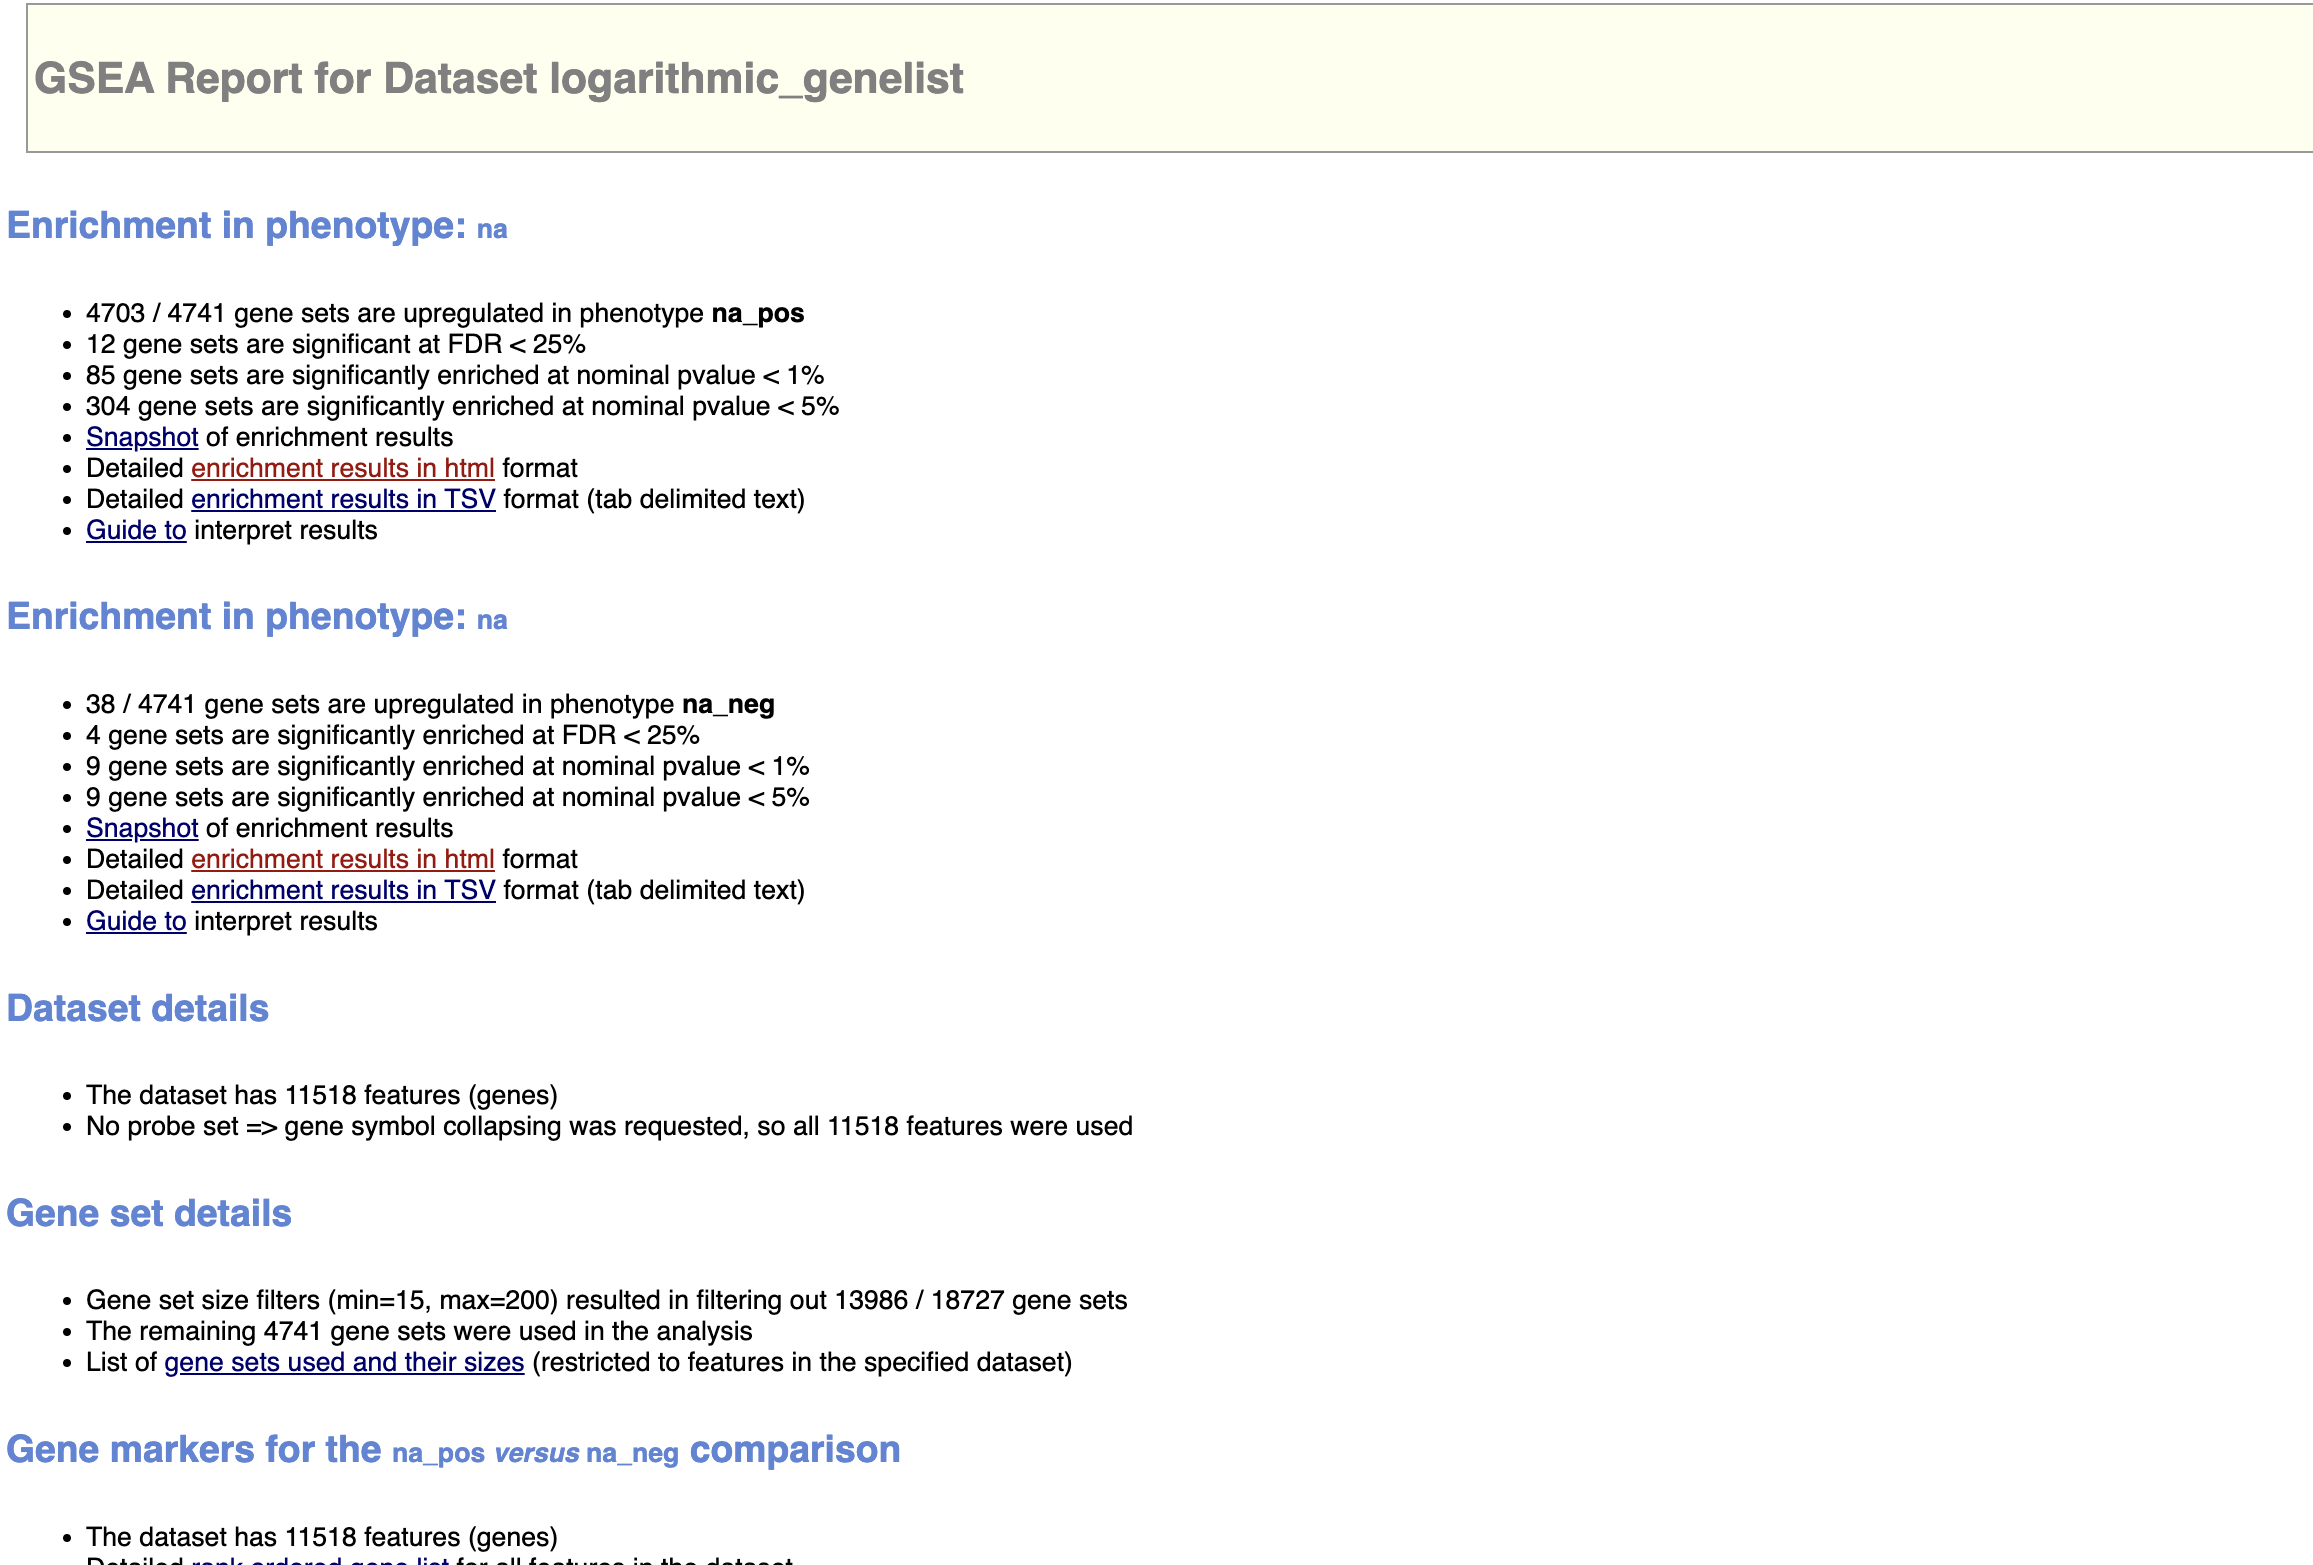 GSEA Report for Dataset logarithmic_genelist
Enrichment in phenotype: na
• 4703 / 4741 gene sets are upregulated in phenotype na_pos
• 12 gene sets are significant at FDR < 25%
• 85 gene sets are significantly enriched at nominal pvalue < 1%
• 304 gene sets are significantly enriched at nominal pvalue < 5%
• Snapshot of enrichment results
• Detailed enrichment results in html format
• Detailed enrichment results in TSV format (tab delimited text)
• Guide to interpret results
Enrichment in phenotype: na
• 38 / 4741 gene sets are upregulated in phenotype na_neg
• 4 gene sets are significantly enriched at FDR < 25%
• 9 gene sets are significantly enriched at nominal pvalue < 1%
• 9 gene sets are significantly enriched at nominal pvalue < 5%
• Snapshot of enrichment results
• Detailed enrichment results in html format
• Detailed enrichment results in TSV format (tab delimited text)
• Guide to interpret results
Dataset details
• The dataset has 11518 features (genes)
• No probe set => gene symbol collapsing was requested, so all 11518 features were used
Gene set details
• Gene set size filters (min=15, max=200) resulted in filtering out 13986 / 18727 gene sets
• The remaining 4741 gene sets were used in the analysis
• List of gene sets used and their sizes (restricted to features in the specified dataset)
Gene markers for the na_pos versus na_neg comparison
• The dataset has 11518 features (genes)
Detailed rank ordered gene list for all features in the dataset